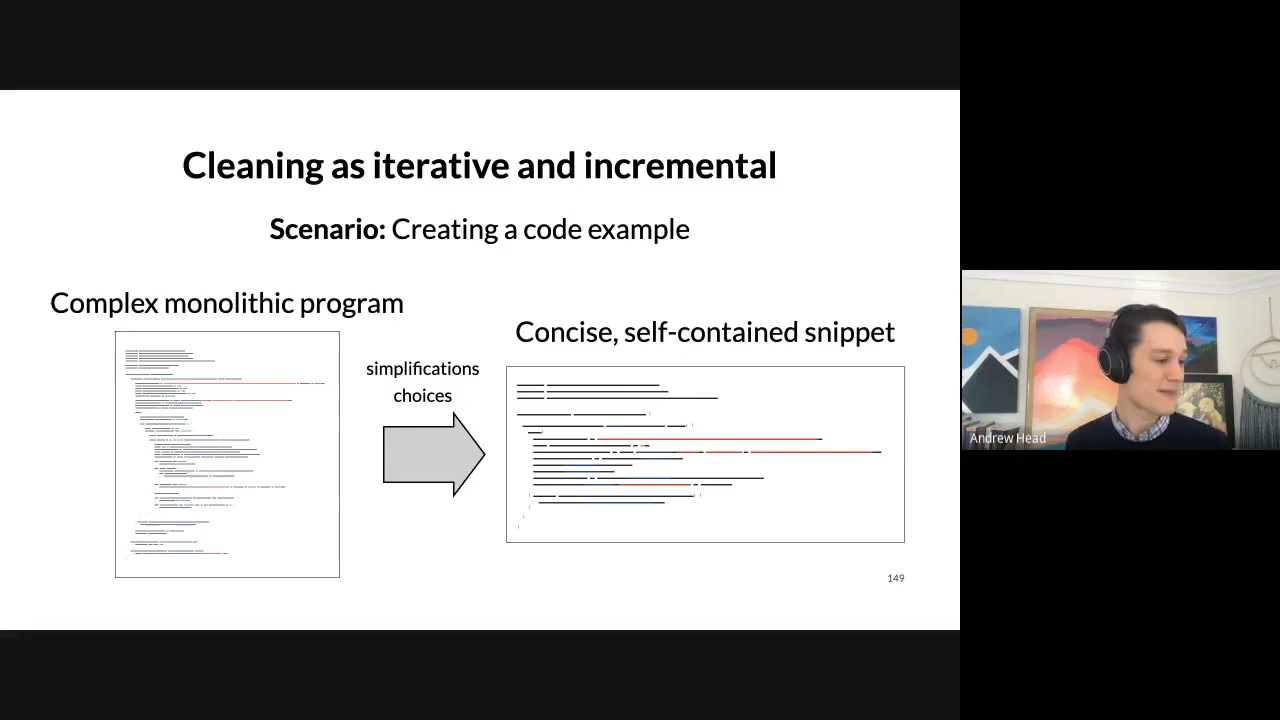 Cleaning as iterative and incremental
Scenario: Creating a code example
Complex monolithic program
Concise, self-contained snippet
simplifications
choices
149
Andrew Head